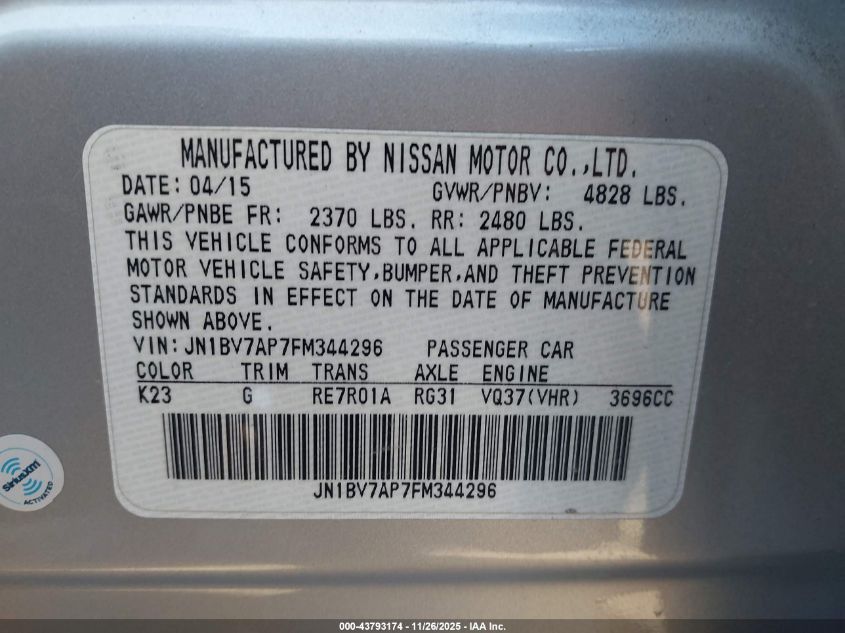 MANUFACTURED BY NISSAN MOTOR CO.,LTD.
DATE: 04/15 GVWR/PNBV: 4828 LBS.
GAWR/PNBE FR: 2370 LBS. RR: 2480 LBS.
THIS VEHICLE CONFORMS TO ALL APPLICABLE FEDERAL
MOTOR VEHICLE SAFETY,BUMPER,AND THEFT PREVENTION
STANDARDS IN EFFECT ON THE DATE OF MANUFACTURE
SHOWN ABOVE.
VIN:JN1BV7AP7FM344296 PASSENGER CAR
COLOR TRIM TRANS AXLE ENGINE
K23 G RE7R01A RG31 VQ37(VHR) 3696CC
JN1BV7AP7FM344296
SiriusXM
ACTIVATED
000-43793174 - 11/26/2025 - IAA Inc.